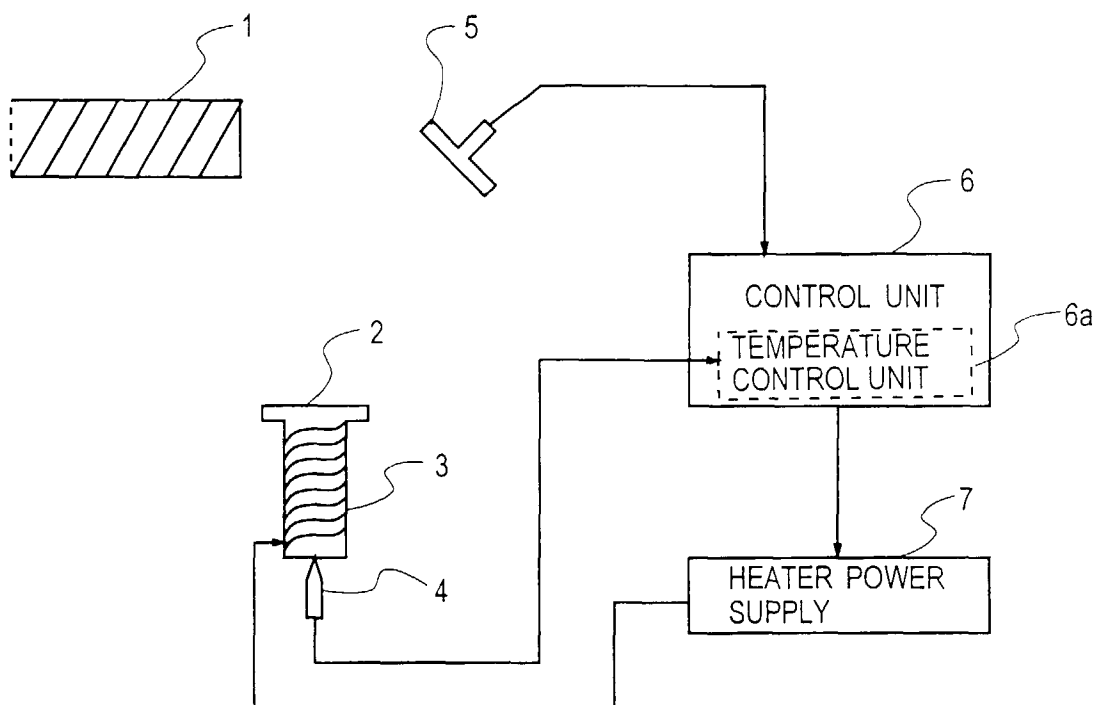 1
5
6
CONTROL UNIT
6a
TEMPERATURE
CONTROL UNIT
2
3
7
4
HEATER POWER
SUPPLY